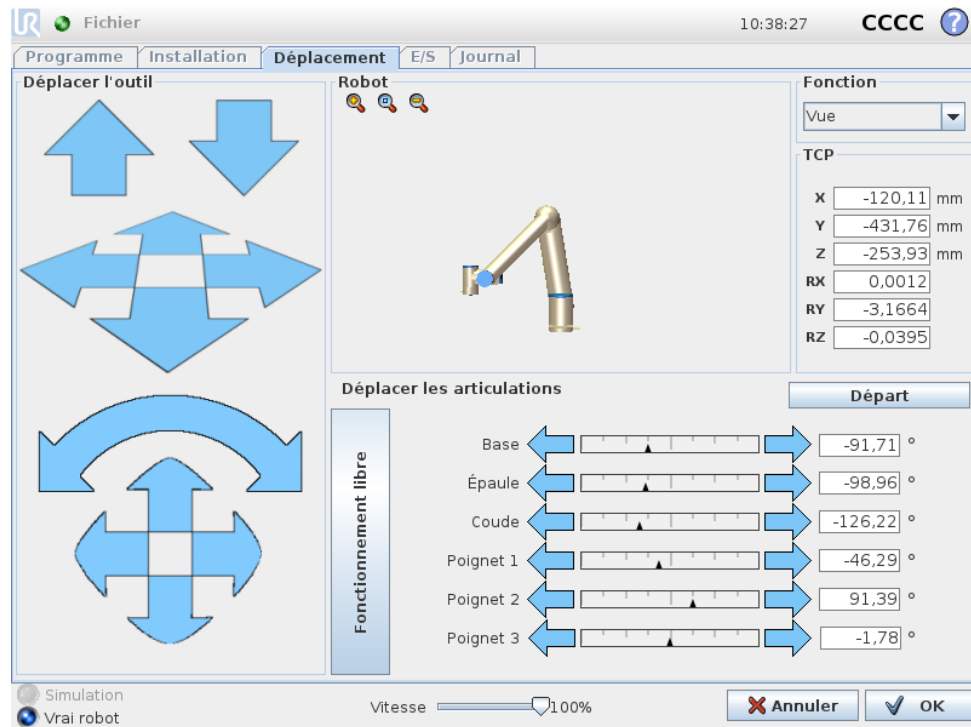 UR Fichier 10:38:27 CCCC ?
Programme Installation Déplacement E/S Journal
Déplacer l'outil
Robot
Fonction
Vue
TCP
X -120,11 mm
Y -431,76 mm
Z -253,93 mm
RX 0,0012
RY -3,1664
RZ -0,0395
Déplacer les articulations
Départ
Fonctionnement libre
Base -91,71 °
Épaule -98,96 °
Coude -126,22 °
Poignet 1 -46,29 °
Poignet 2 91,39 °
Poignet 3 -1,78 °
Simulation
Vrai robot
Vitesse 100%
Annuler
OK